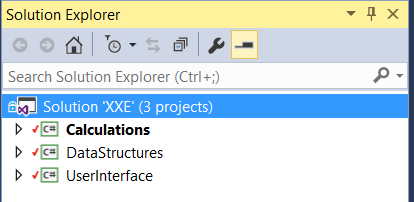 Solution Explorer
Search Solution Explorer (Ctrl+;)
Solution 'XXE' (3 projects)
C# Calculations
C# DataStructures
C# UserInterface